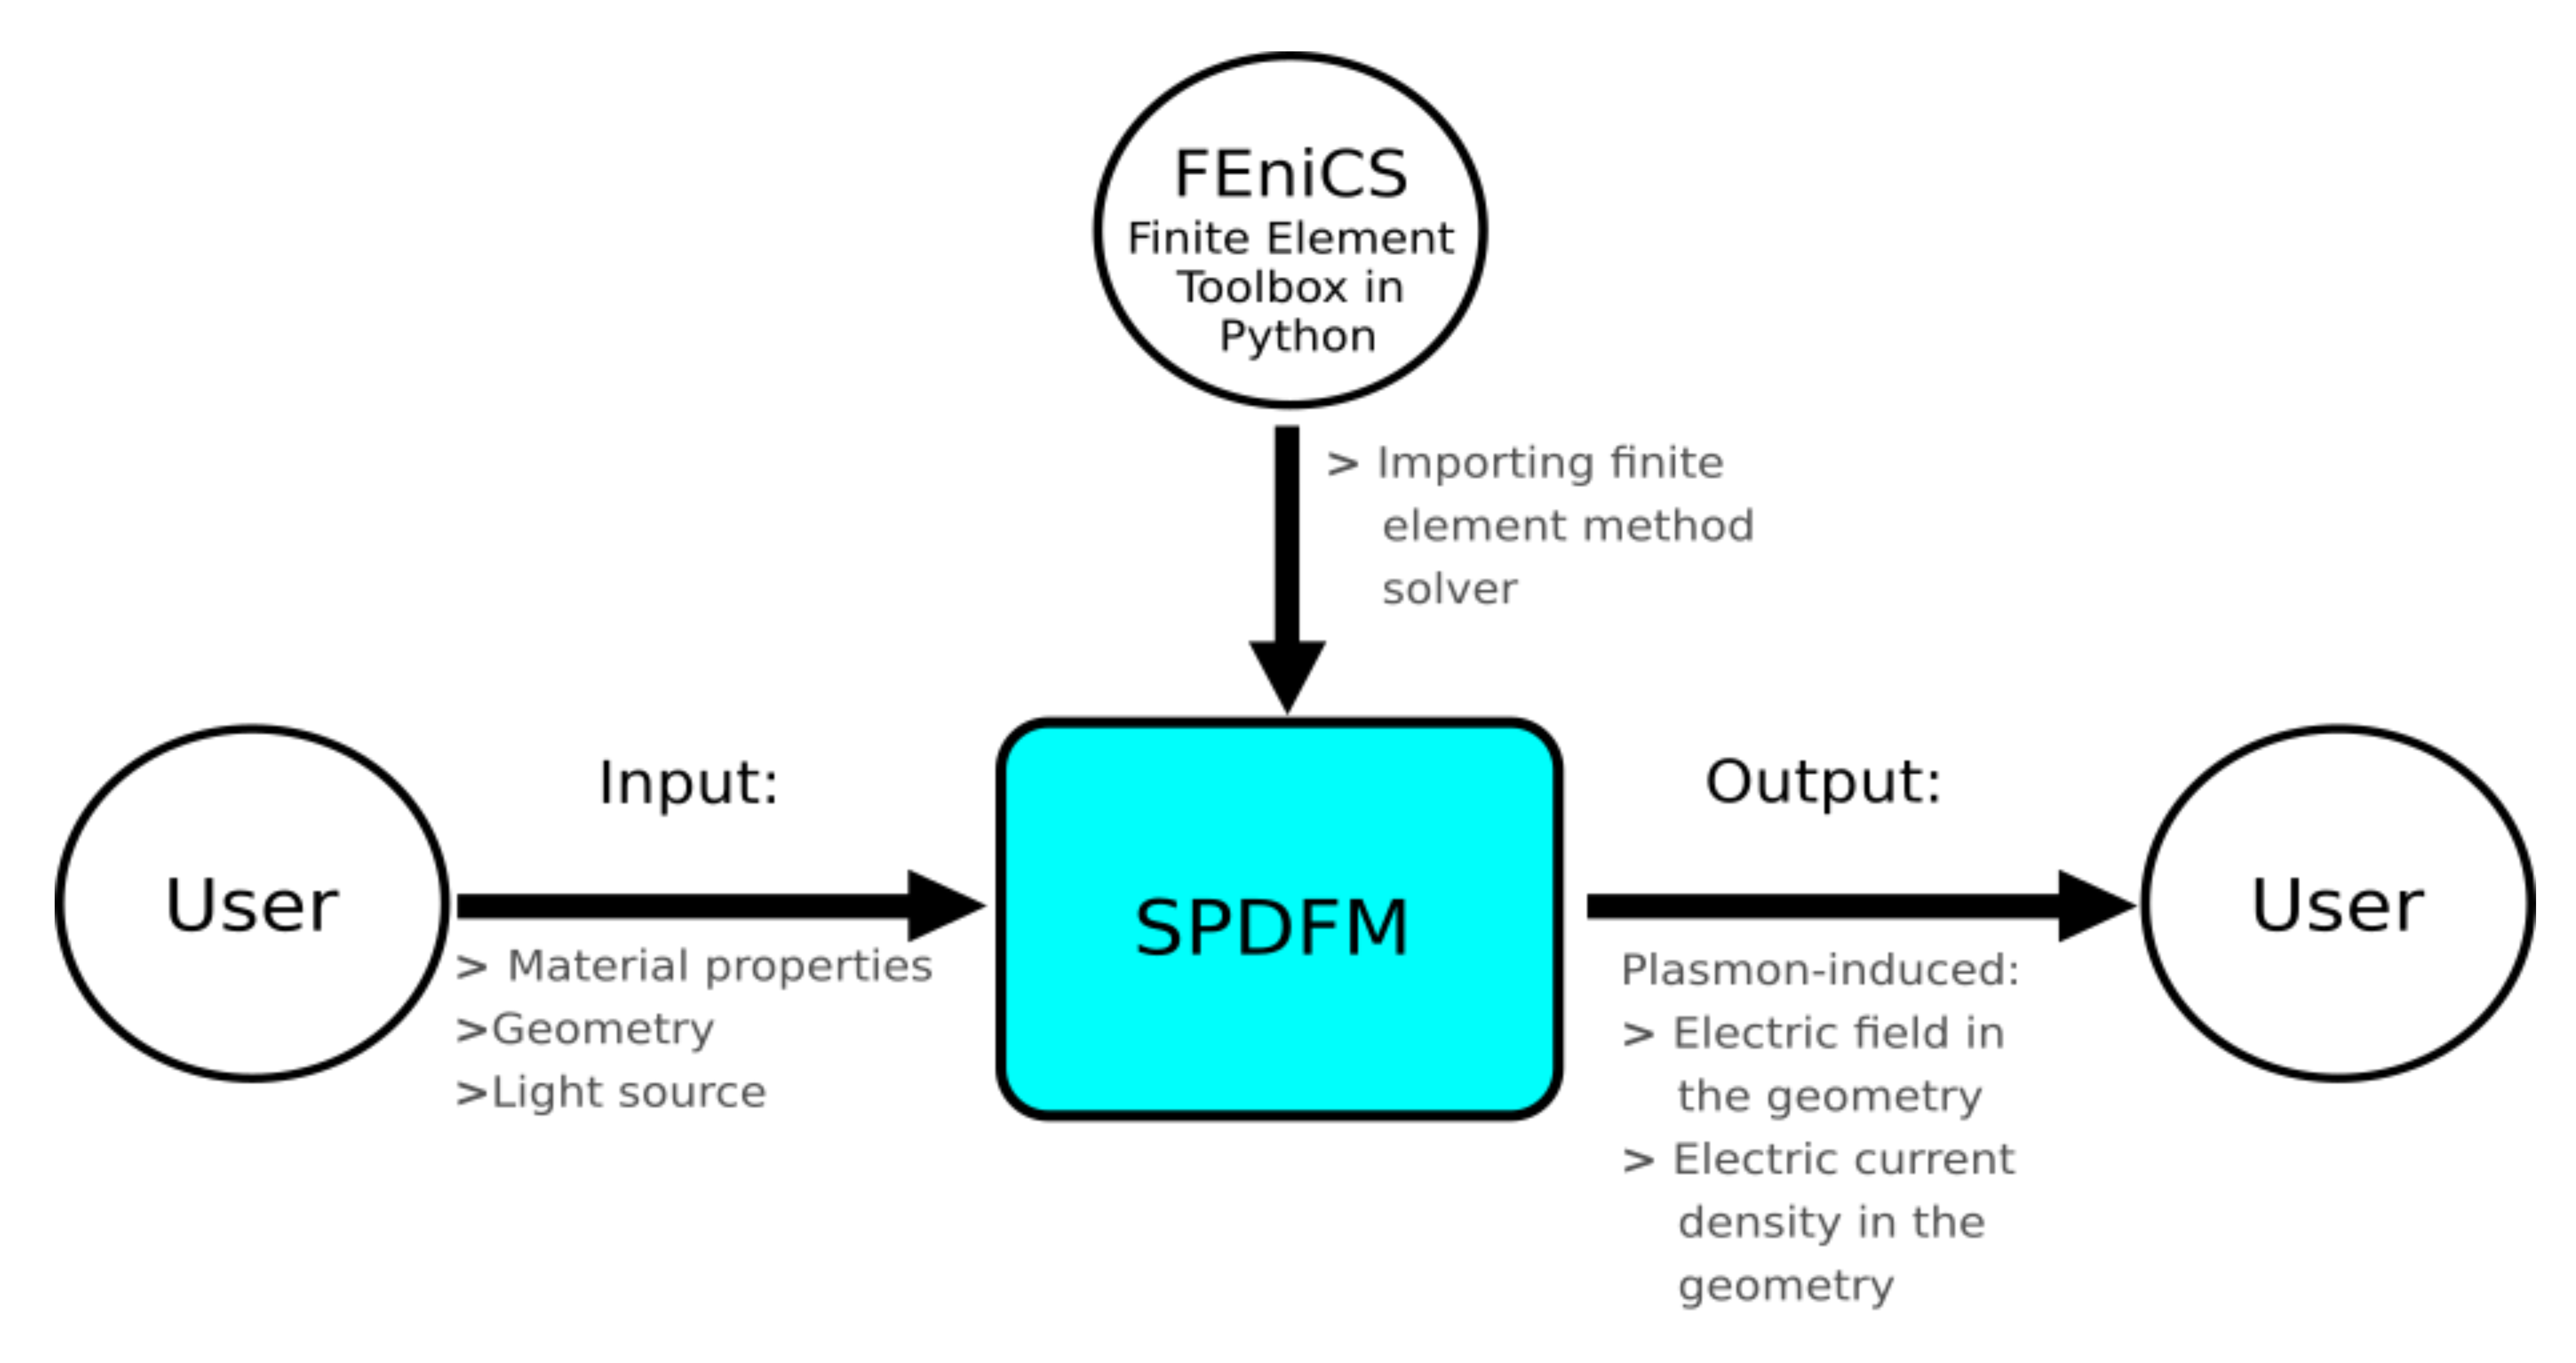 FEniCS
Finite Element
Toolbox in
Python
> Importing finite
element method
solver
User
Input:
> Material properties
>Geometry
>Light source
SPDFM
Output:
Plasmon-induced:
> Electric field in
the geometry
> Electric current
density in the
geometry
User